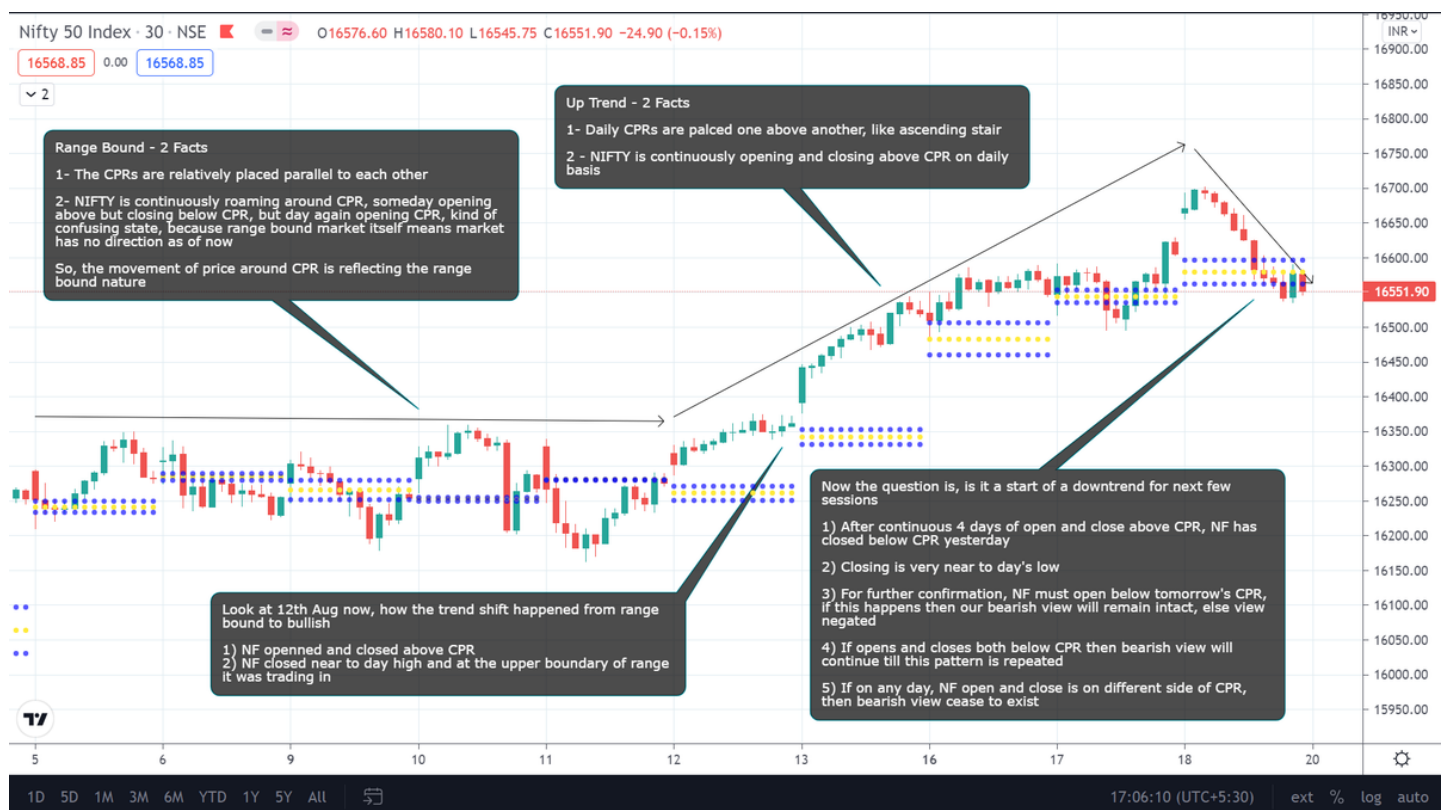 Nifty 50 Index · 30 · NSE
O16576.60 H16580.10 L16545.75 C16551.90 −24.90 (−0.15%)
16568.85 0.00 16568.85
2
Range Bound - 2 Facts
1- The CPRs are relatively placed parallel to each other
2- NIFTY is continuously roaming around CPR, someday opening
above but closing below CPR, but day again opening CPR, kind of
confusing state, because range bound market itself means market
has no direction as of now
So, the movement of price around CPR is reflecting the range
bound nature
Up Trend - 2 Facts
1- Daily CPRs are palced one above another, like ascending stair
2 - NIFTY is continuously opening and closing above CPR on daily
basis
Look at 12th Aug now, how the trend shift happened from range
bound to bullish
1) NF openned and closed above CPR
2) NF closed near to day high and at the upper boundary of range
it was trading in
Now the question is, is it a start of a downtrend for next few
sessions
1) After continuous 4 days of open and close above CPR, NF has
closed below CPR yesterday
2) Closing is very near to day's low
3) For further confirmation, NF must open below tomorrow's CPR,
if this happens then our bearish view will remain intact, else view
negated
4) If opens and closes both below CPR then bearish view will
continue till this pattern is repeated
5) If on any day, NF open and close is on different side of CPR,
then bearish view cease to exist
16950.00
INR
16900.00
16850.00
16800.00
16750.00
16700.00
16650.00
16600.00
16551.90
16500.00
16450.00
16400.00
16350.00
16300.00
16250.00
16200.00
16150.00
16100.00
16050.00
16000.00
15950.00
5 6 9 10 11 12 13 16 17 18 20
1D 5D 1M 3M 6M YTD 1Y 5Y All
17:06:10 (UTC+5:30) ext % log auto